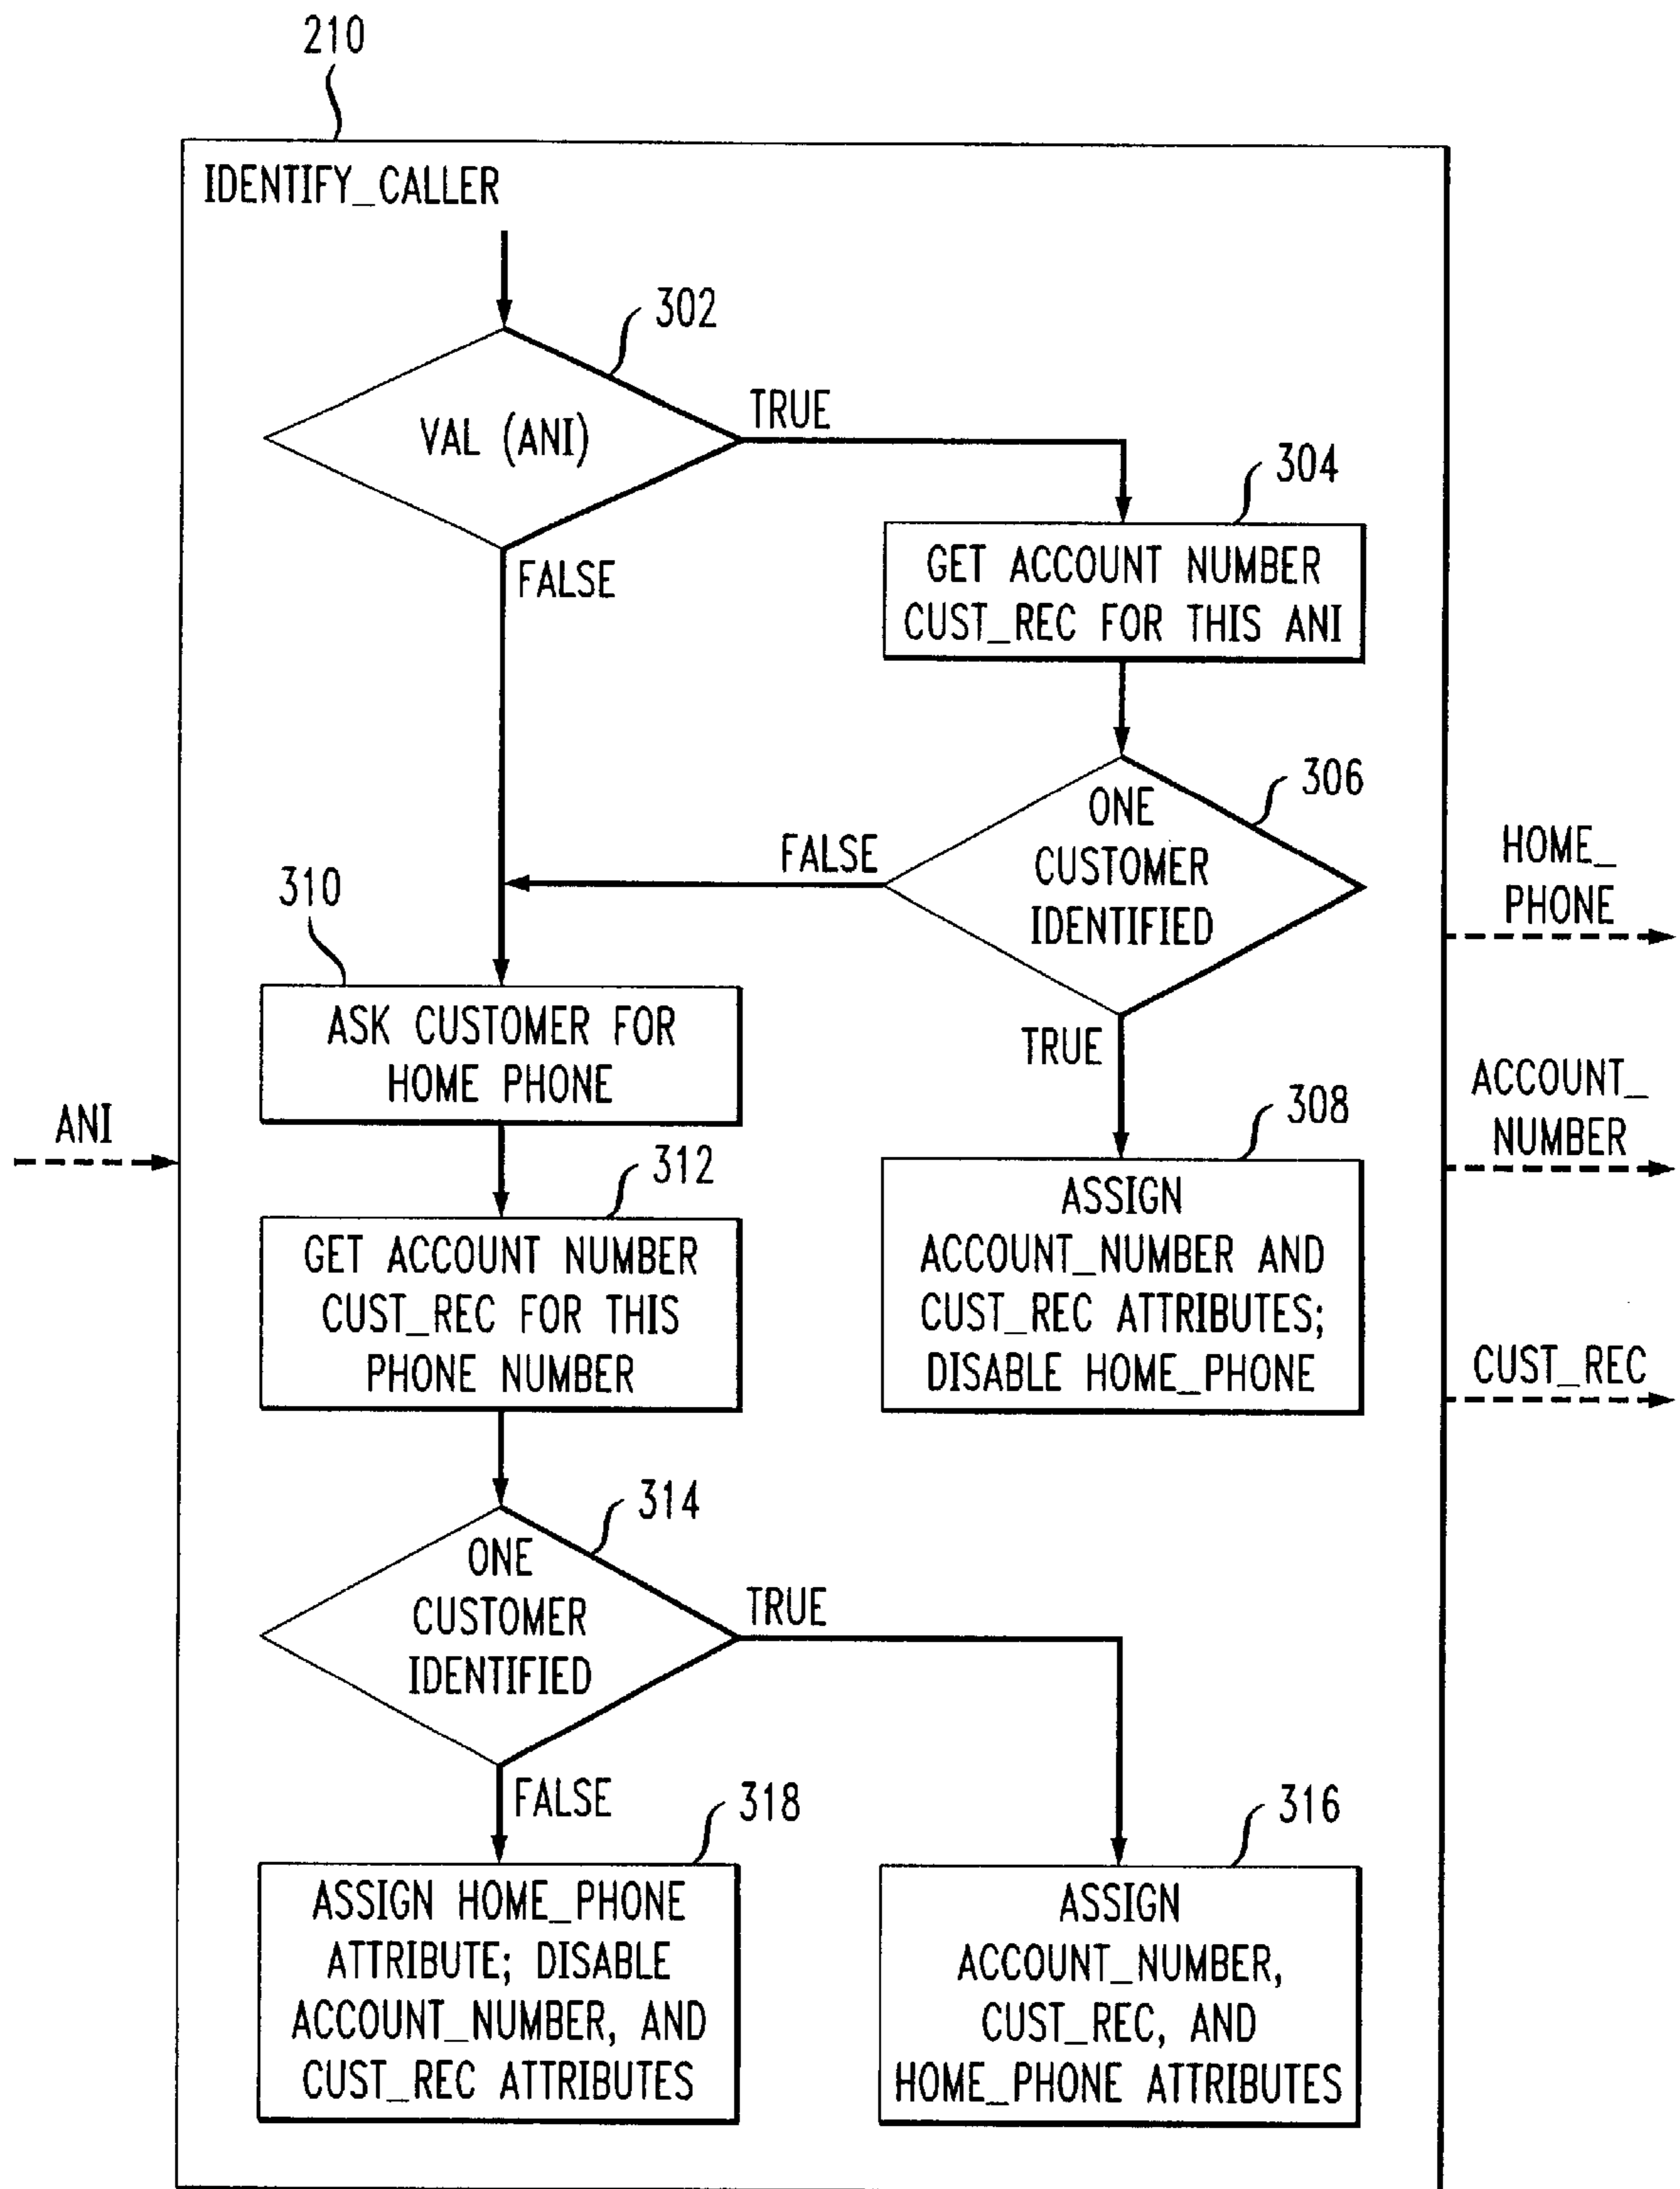 210
IDENTIFY_CALLER
302
VAL (ANI)
TRUE
FALSE
304
GET ACCOUNT NUMBER
CUST_REC FOR THIS ANI
306
ONE
CUSTOMER
IDENTIFIED
FALSE
TRUE
310
ASK CUSTOMER FOR
HOME PHONE
308
ASSIGN
ACCOUNT_NUMBER AND
CUST_REC ATTRIBUTES;
DISABLE HOME_PHONE
312
GET ACCOUNT NUMBER
CUST_REC FOR THIS
PHONE NUMBER
314
ONE
CUSTOMER
IDENTIFIED
TRUE
FALSE
318
ASSIGN HOME_PHONE
ATTRIBUTE; DISABLE
ACCOUNT_NUMBER, AND
CUST_REC ATTRIBUTES
316
ASSIGN
ACCOUNT_NUMBER,
CUST_REC, AND
HOME_PHONE ATTRIBUTES
ANI
HOME_
PHONE
ACCOUNT_
NUMBER
CUST_REC